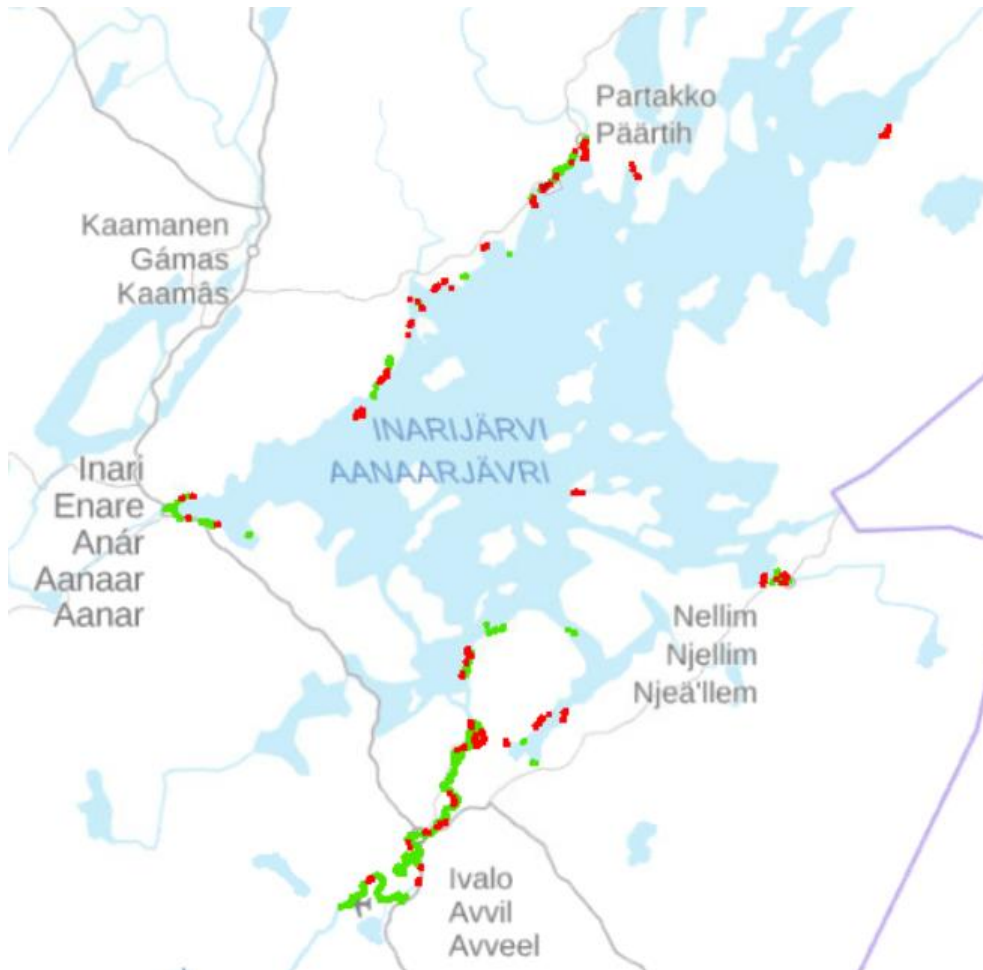 Partakko
Päärtih
Kaamanen
Gámas
Kaamâs
INARIJÄRVI
AANAARJÄVRI
Inari
Enare
Anár
Aanaar
Aanar
Nellim
Njellim
Njeä'llem
Ivalo
Avvil
Avveel